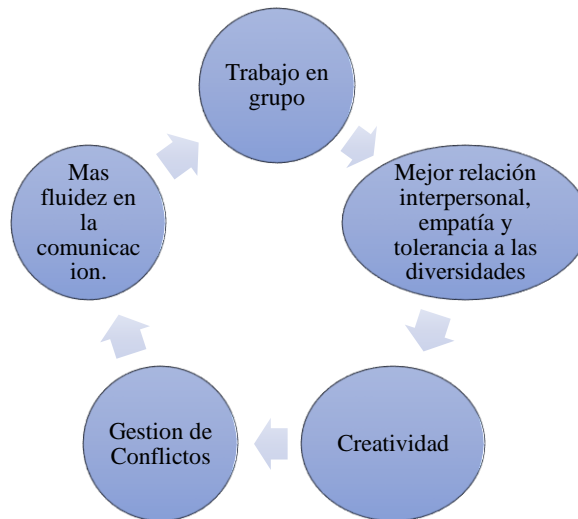 Trabajo en
grupo
Mejor relación
interpersonal,
empatía y
tolerancia a las
diversidades
Creatividad
Gestion de
Conflictos
Mas
fluidez en
la
comunicac
ion.